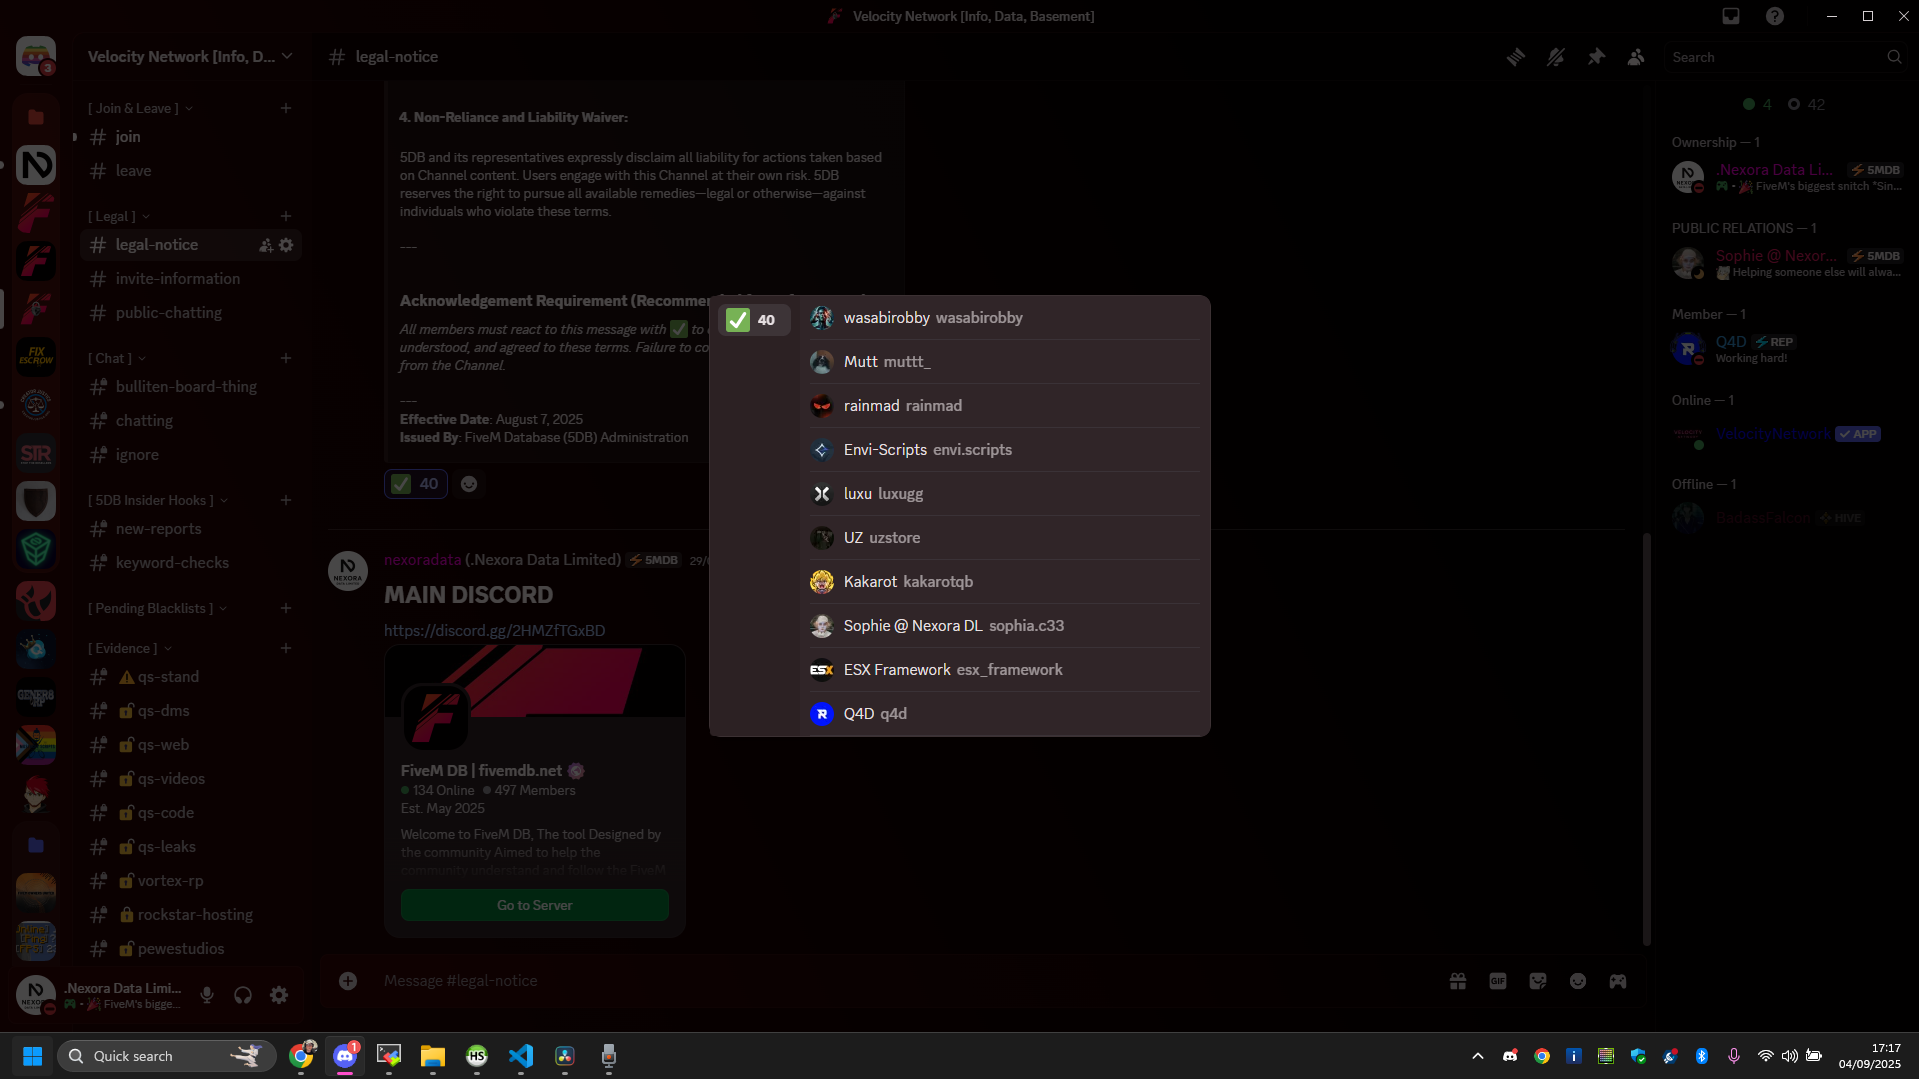 Velocity Network [Info, Data, Basement]
3
Velocity Network [Info, D...
legal-notice
Search
[ Join & Leave ]
join
leave
[ Legal ]
legal-notice
invite-information
public-chatting
[ Chat ]
bulliten-board-thing
chatting
ignore
[ 5DB Insider Hooks ]
new-reports
keyword-checks
[ Pending Blacklists ]
[ Evidence ]
qs-stand
qs-dms
qs-web
qs-videos
qs-code
qs-leaks
vortex-rp
rockstar-hosting
pewestudios
FIX
ESCROW
STR
.Nexora Data Limi...
FiveM's bigge...
4. Non-Reliance and Liability Waiver:
5DB and its representatives expressly disclaim all liability for actions taken based
on Channel content. Users engage with this Channel at their own risk. 5DB
reserves the right to pursue all available remedies—legal or otherwise—against
individuals who violate these terms.
---
Acknowledgement Requirement (Recommen
All members must react to this message with ✅ to
understood, and agreed to these terms. Failure to co
from the Channel.
---
Effective Date: August 7, 2025
Issued By: FiveM Database (5DB) Administration
40
nexoradata (.Nexora Data Limited) 5MDB 29/
NEXORA
MAIN DISCORD
https://discord.gg/2HMZfTGxBD
FiveM DB | fivemdb.net
134 Online 497 Members
Est. May 2025
Welcome to FiveM DB, The tool Designed by
the community Aimed to help the
community understand and follow the FiveM
Go to Server
Message #legal-notice
GIF
40
wasabirobby wasabirobby
Mutt muttt_
rainmad rainmad
Envi-Scripts envi.scripts
luxu luxugg
UZ uzstore
Kakarot kakarotqb
Sophie @ Nexora DL sophia.c33
ESX
ESX Framework esx_framework
Q4D q4d
4 42
Ownership — 1
.Nexora Data Li... 5MDB
FiveM's biggest snitch *Sin...
PUBLIC RELATIONS — 1
Sophie @ Nexor... 5MDB
Helping someone else will alwa...
Member — 1
Q4D REP
Working hard!
Online — 1
VelocityNetwork APP
Offline — 1
BadassFalcon HIVE
Quick search
1
HS
17:17
04/09/2025